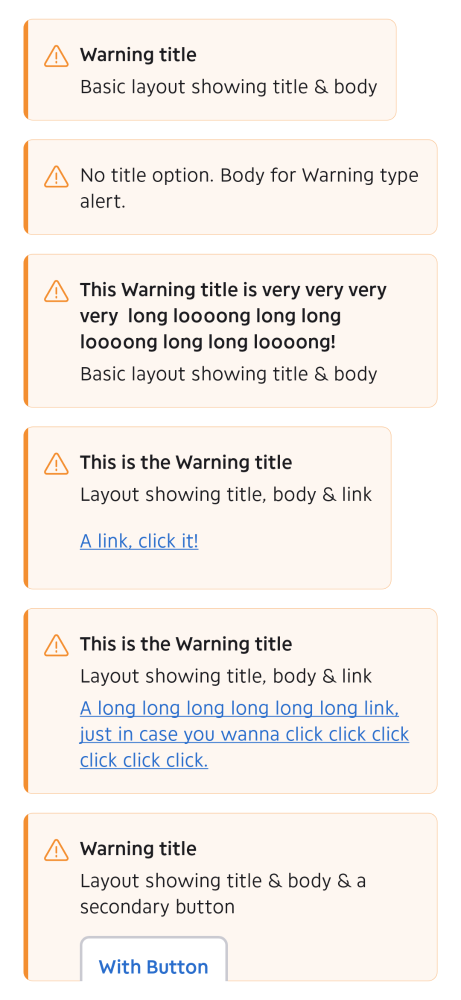 Warning title
Basic layout showing title & body
No title option. Body for Warning type
alert.
This Warning title is very very very
very  long loooong long long
loooong long long loooong!
Basic layout showing title & body
This is the Warning title
Layout showing title, body & link
A link, click it!
This is the Warning title
Layout showing title, body & link
A long long long long long long link,
just in case you wanna click click click
click click click.
Warning title
Layout showing title & body & a
secondary button
With Button